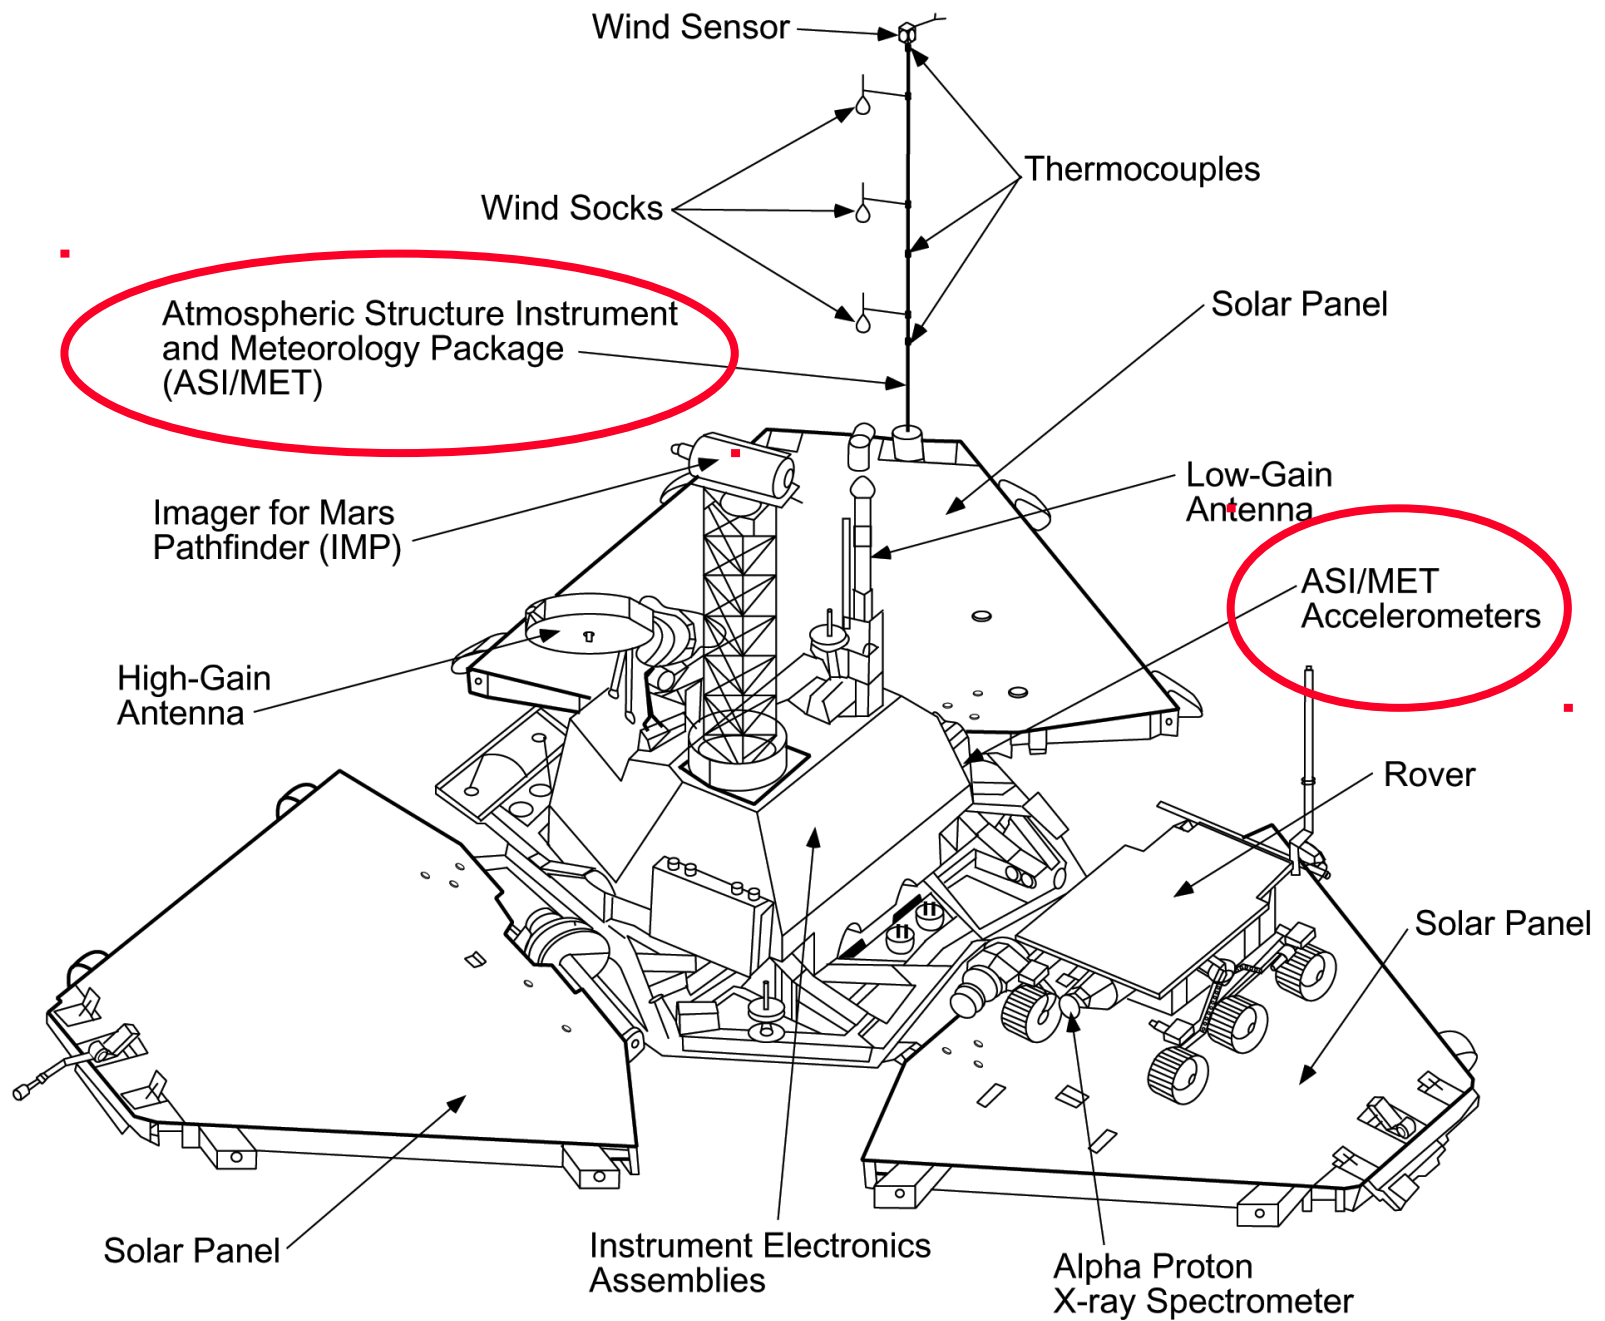 Wind Sensor
Thermocouples
Wind Socks
Atmospheric Structure Instrument
and Meteorology Package
(ASI/MET)
Solar Panel
Low-Gain
Antenna
Imager for Mars
Pathfinder (IMP)
ASI/MET
Accelerometers
High-Gain
Antenna
Rover
Solar Panel
Solar Panel
Instrument Electronics
Assemblies
Alpha Proton
X-ray Spectrometer